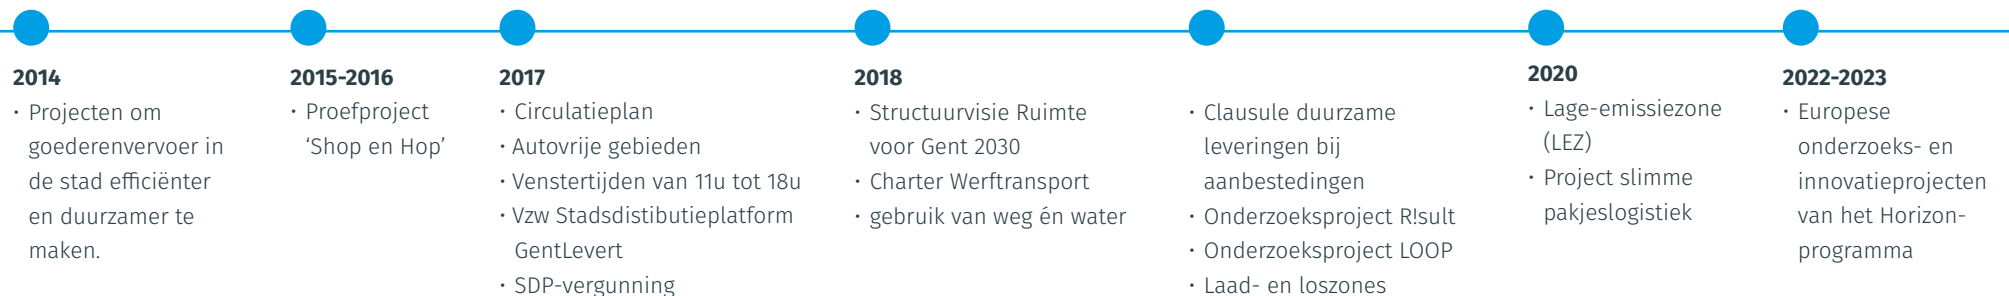 2014
· Projecten om
goederenvervoer in
de stad efficiënter
en duurzamer te
maken.
2015-2016
· Proefproject
‘Shop en Hop’
2017
· Circulatieplan
· Autovrije gebieden
· Venstertijden van 11u tot 18u
· Vzw Stadsdistibutieplatform
GentLevert
· SDP-vergunning
2018
· Structuurvisie Ruimte
voor Gent 2030
· Charter Werftransport
· gebruik van weg én water
· Clausule duurzame
leveringen bij
aanbestedingen
· Onderzoeksproject R!sult
· Onderzoeksproject LOOP
· Laad- en loszones
2020
· Lage-emissiezone
(LEZ)
· Project slimme
pakjeslogistiek
2022-2023
· Europese
onderzoeks- en
innovatieprojecten
van het Horizon-
programma